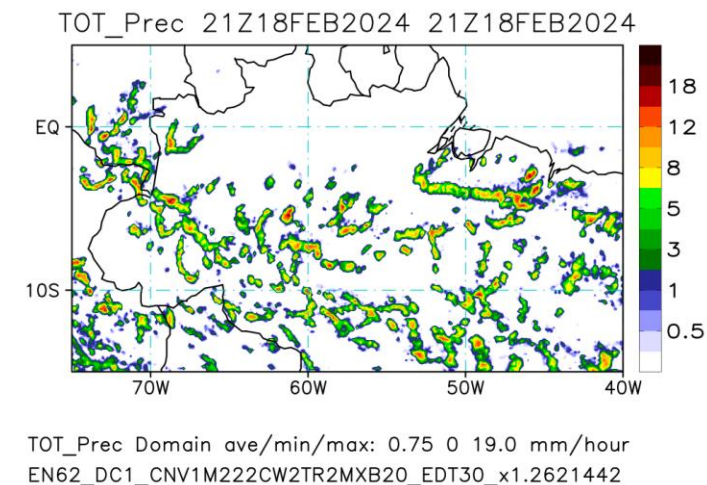 TOT_Prec 21Z18FEB2024 21Z18FEB2024
EQ
10S
70W 60W 50W 40W
18
12
8
5
3
1
0.5
TOT_Prec Domain ave/min/max: 0.75 0 19.0 mm/hour
EN62_DC1_CNV1M222CW2TR2MXB20_EDT30_x1.2621442